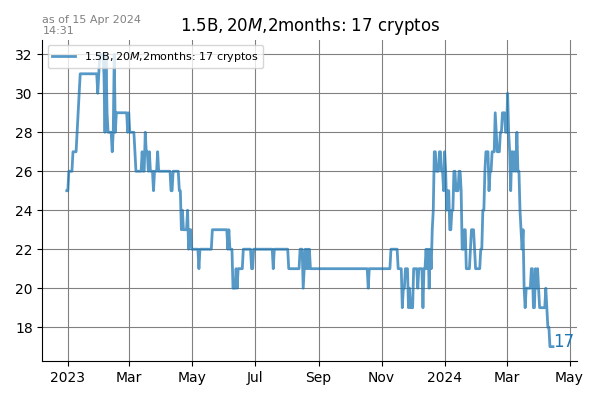 as of 15 Apr 2024
14:31
1.5B, 20M,2months: 17 cryptos
1.5B, 20M,2months: 17 cryptos
32
30
28
26
24
22
20
18
17
2023 Mar May Jul Sep Nov 2024 Mar May